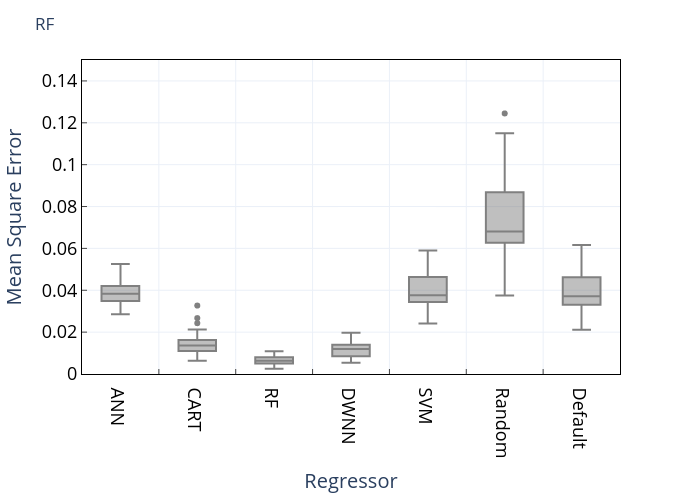 RF
Mean Square Error
0.14
0.12
0.1
0.08
0.06
0.04
0.02
0
ANN
CART
RF
DWNN
SVM
Random
Default
Regressor